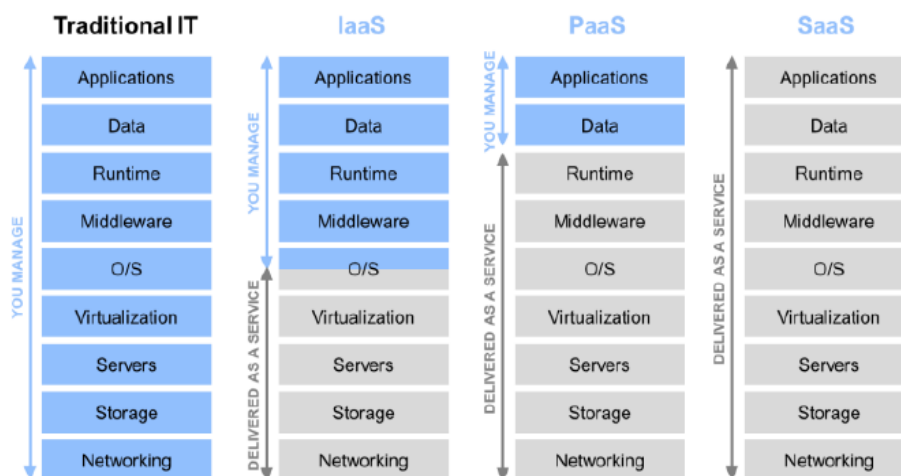 Traditional IT
YOU MANAGE
Applications
Data
Runtime
Middleware
O/S
Virtualization
Servers
Storage
Networking
IaaS
YOU MANAGE
DELIVERED AS A SERVICE
Applications
Data
Runtime
Middleware
O/S
Virtualization
Servers
Storage
Networking
PaaS
YOU MANAGE
DELIVERED AS A SERVICE
Applications
Data
Runtime
Middleware
O/S
Virtualization
Servers
Storage
Networking
SaaS
DELIVERED AS A SERVICE
Applications
Data
Runtime
Middleware
O/S
Virtualization
Servers
Storage
Networking